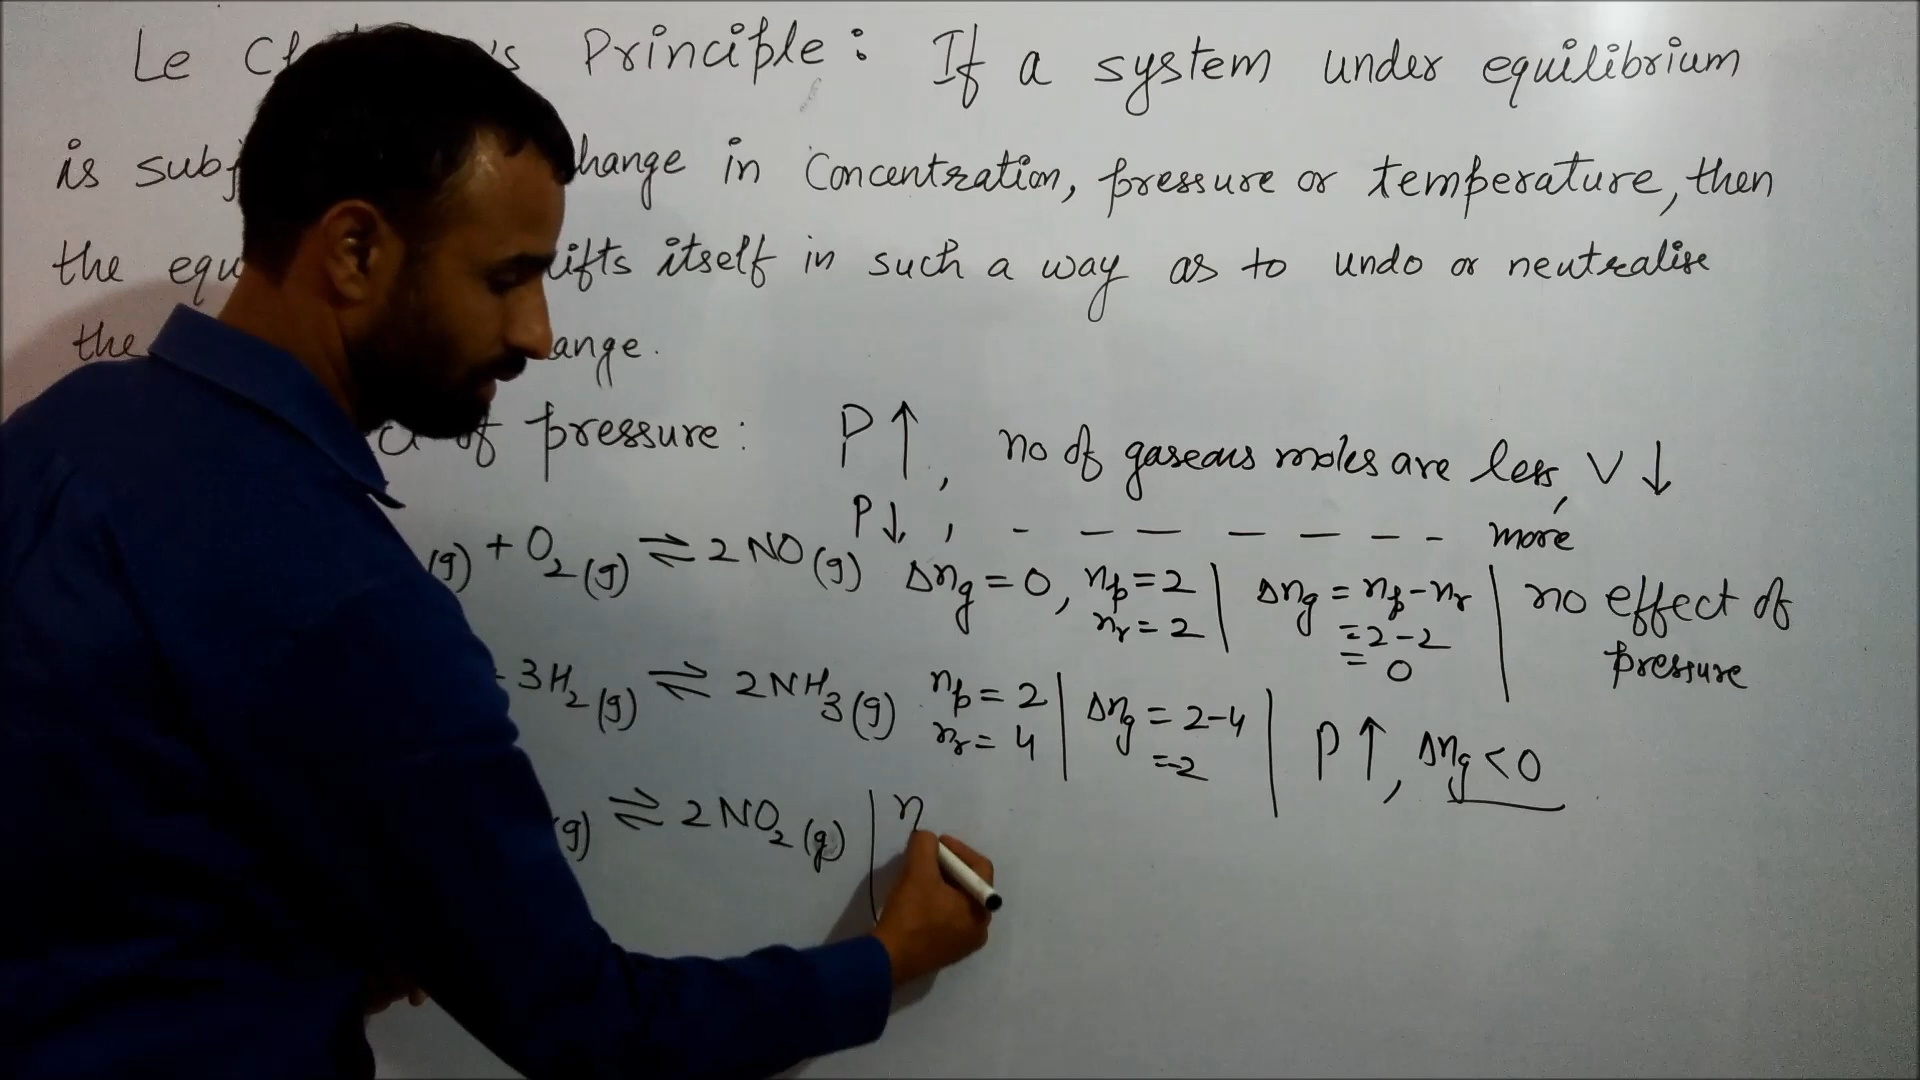 Le 's Principle: If a system under equilibrium
is subj hange in Concentration, pressure or temperature, then
the equ ifts itself in such a way as to undo or neutralise
the ange.
of pressure: P↑, no of gaseous moles are less, V↓
P↓, - - - - - - - - more
(g) + O₂(g) ⇌ 2NO(g) Δng = 0, np = 2 | Δng = np - nr | no effect of
nr = 2 | = 2-2 | pressure
= 0
3H₂(g) ⇌ 2NH₃(g) np = 2 | Δng = 2-4 | P↑, Δng < 0
nr = 4 | = -2
(g) ⇌ 2NO₂(g) | n